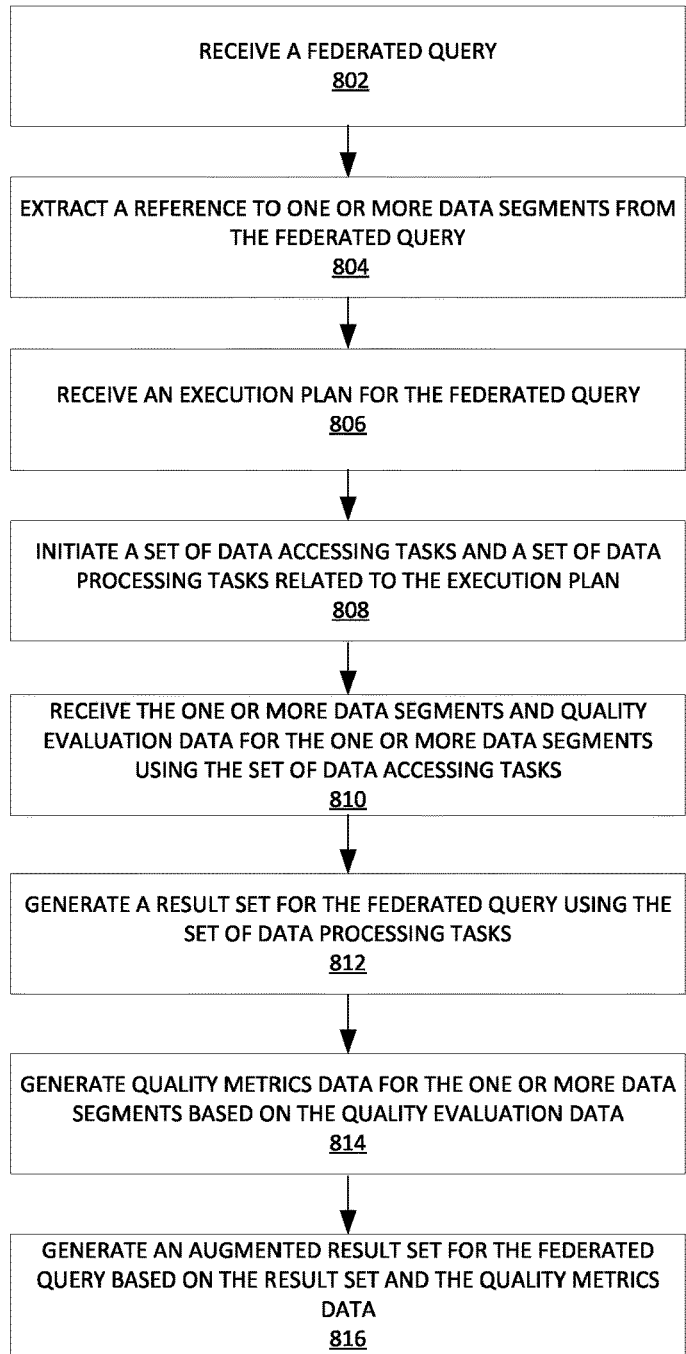 RECEIVE A FEDERATED QUERY
802
EXTRACT A REFERENCE TO ONE OR MORE DATA SEGMENTS FROM
THE FEDERATED QUERY
804
RECEIVE AN EXECUTION PLAN FOR THE FEDERATED QUERY
806
INITIATE A SET OF DATA ACCESSING TASKS AND A SET OF DATA
PROCESSING TASKS RELATED TO THE EXECUTION PLAN
808
RECEIVE THE ONE OR MORE DATA SEGMENTS AND QUALITY
EVALUATION DATA FOR THE ONE OR MORE DATA SEGMENTS
USING THE SET OF DATA ACCESSING TASKS
810
GENERATE A RESULT SET FOR THE FEDERATED QUERY USING THE
SET OF DATA PROCESSING TASKS
812
GENERATE QUALITY METRICS DATA FOR THE ONE OR MORE DATA
SEGMENTS BASED ON THE QUALITY EVALUATION DATA
814
GENERATE AN AUGMENTED RESULT SET FOR THE FEDERATED
QUERY BASED ON THE RESULT SET AND THE QUALITY METRICS
DATA
816